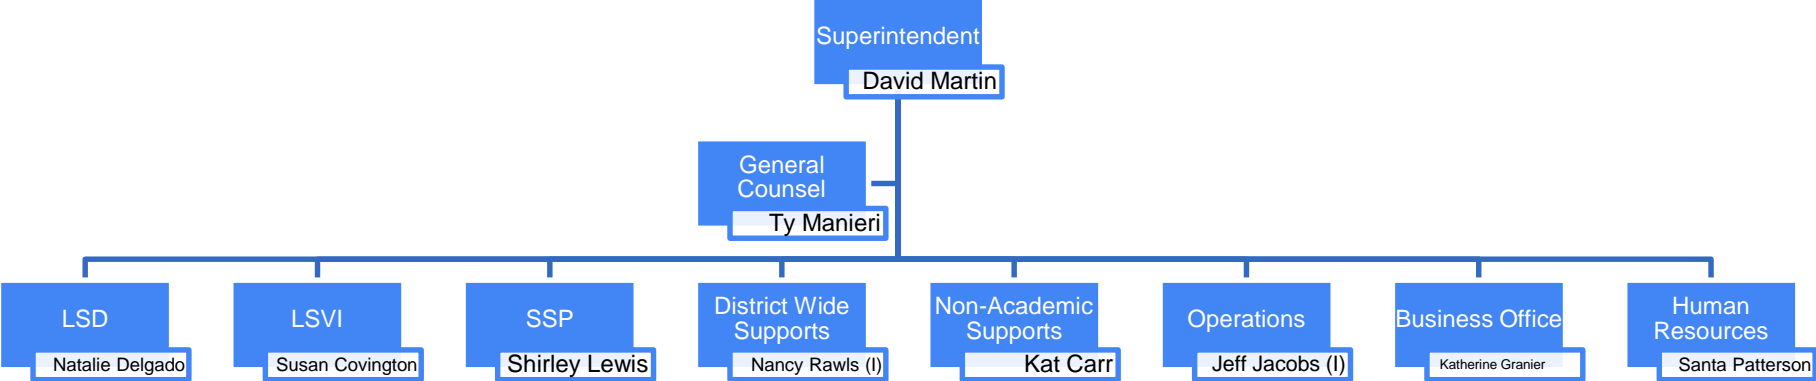 Superintendent
David Martin
General
Counsel
Ty Manieri
LSD
Natalie Delgado
LSVI
Susan Covington
SSP
Shirley Lewis
District Wide
Supports
Nancy Rawls (I)
Non-Academic
Supports
Kat Carr
Operations
Jeff Jacobs (I)
Business Office
Katherine Granier
Human
Resources
Santa Patterson